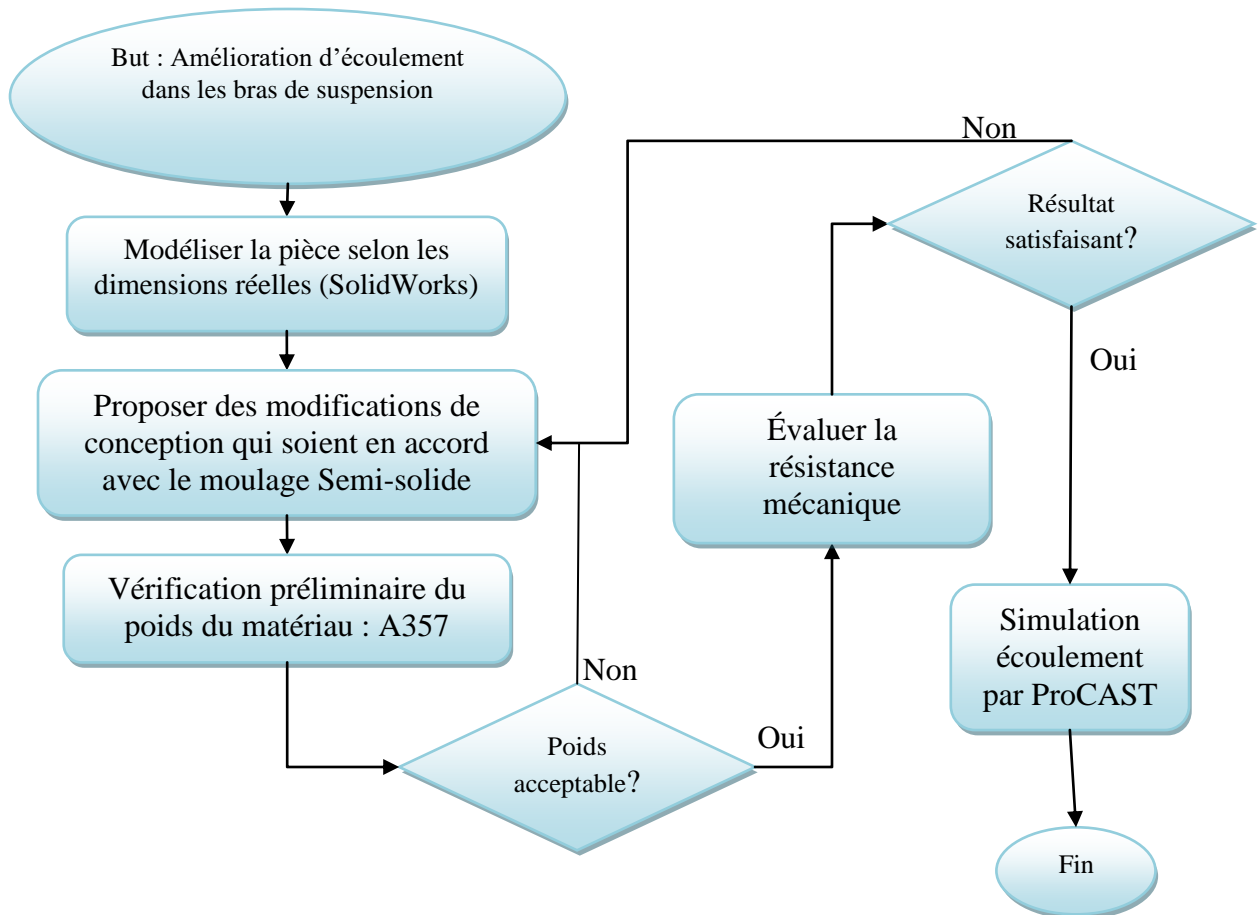 But : Amélioration d'écoulement
dans les bras de suspension
Modéliser la pièce selon les
dimensions réelles (SolidWorks)
Proposer des modifications de
conception qui soient en accord
avec le moulage Semi-solide
Vérification préliminaire du
poids du matériau : A357
Non
Poids
acceptable?
Oui
Évaluer la
résistance
mécanique
Non
Résultat
satisfaisant?
Oui
Simulation
écoulement
par ProCAST
Fin